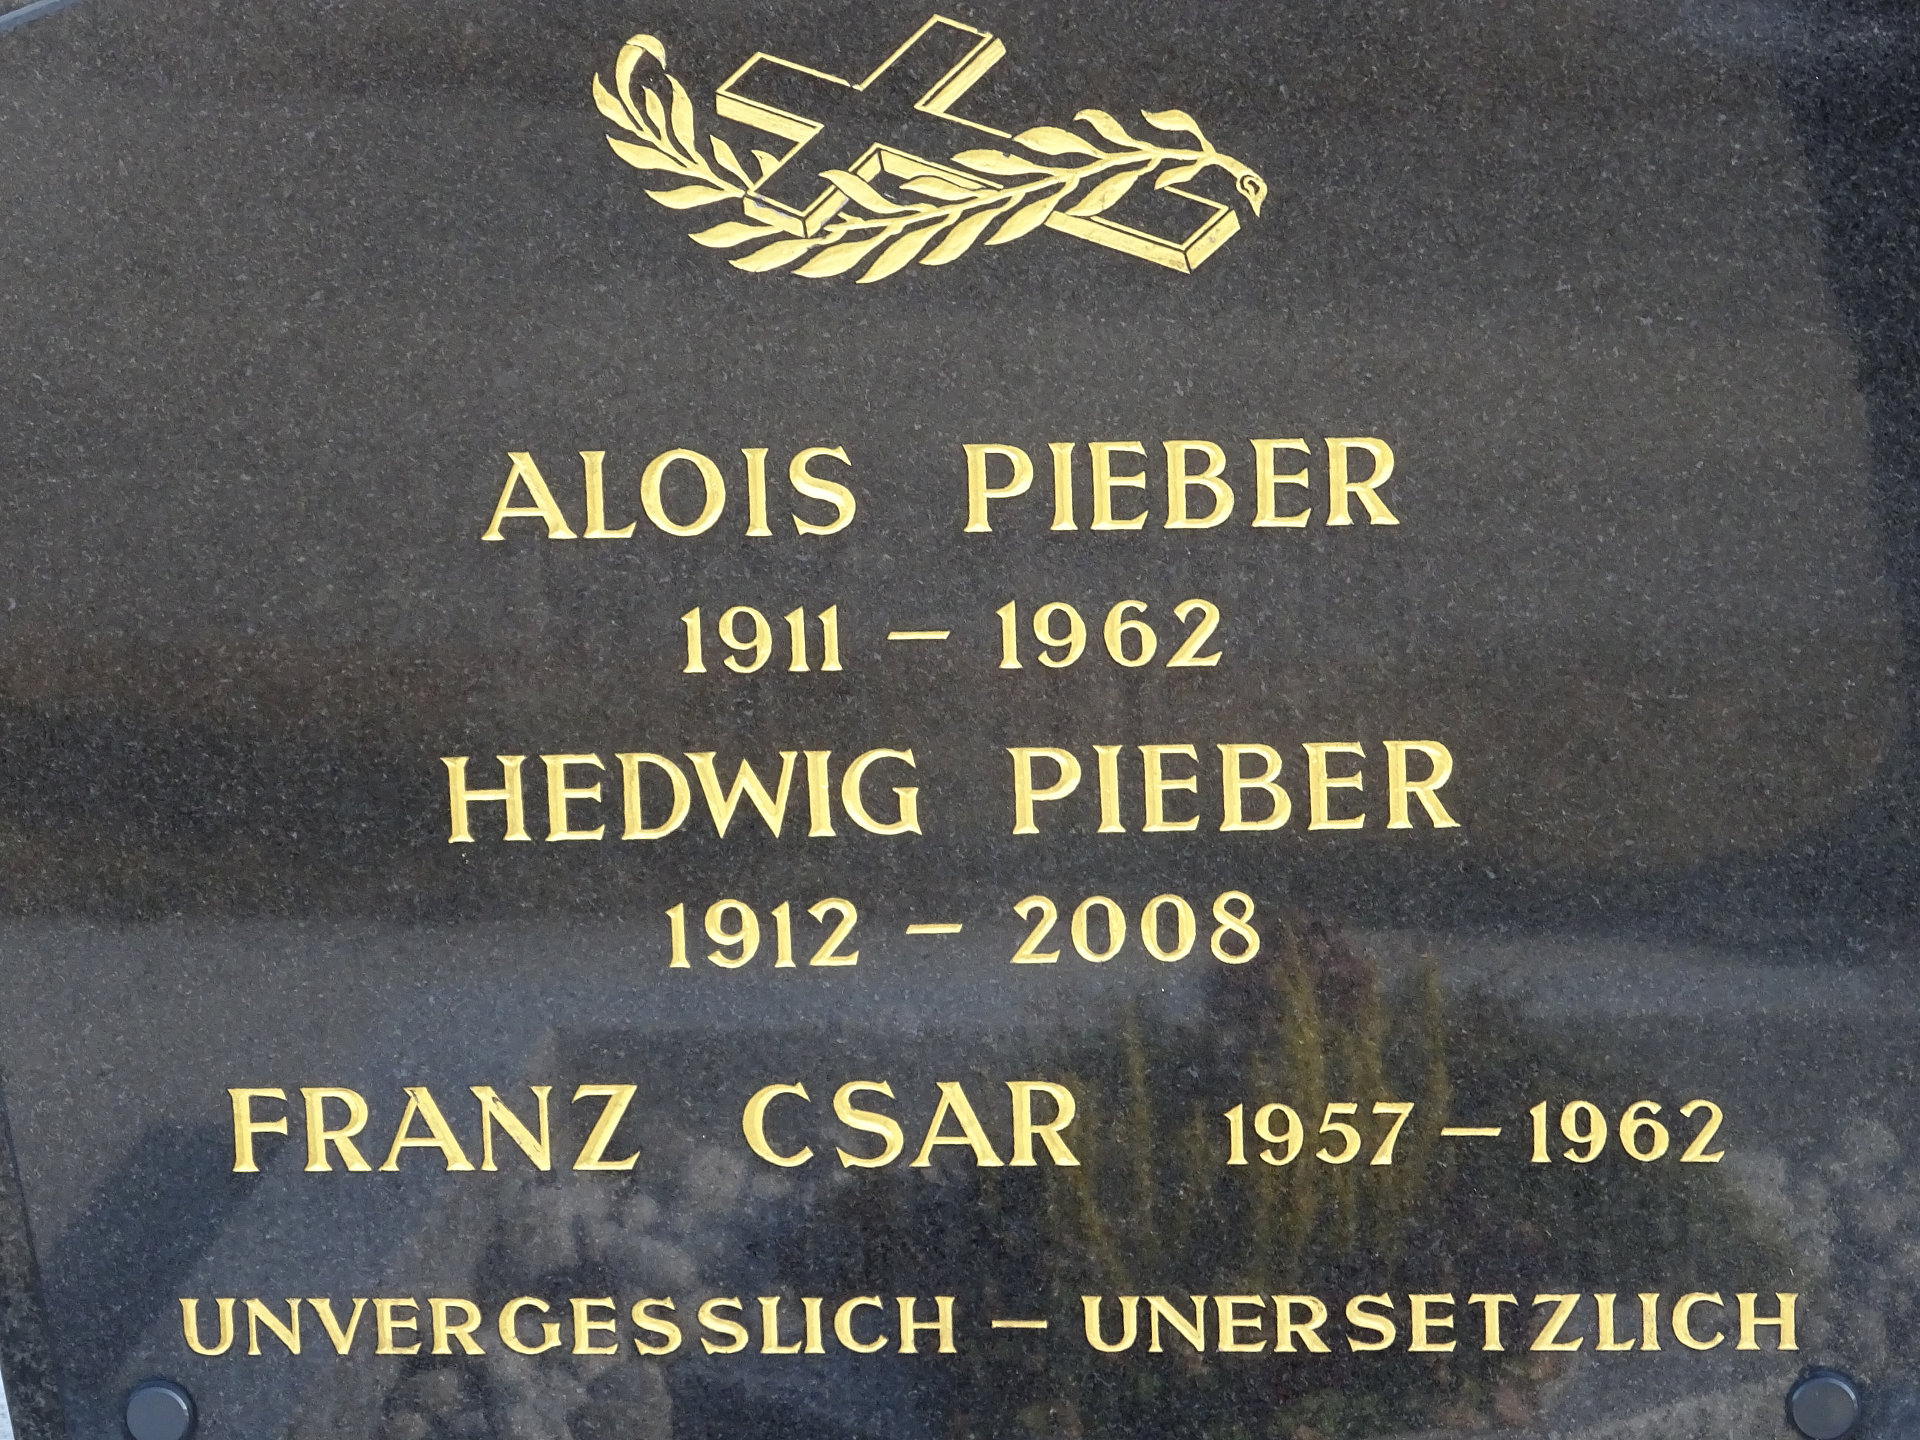 ALOIS PIEBER
1911 – 1962
HEDWIG PIEBER
1912 – 2008
FRANZ CSAR 1957 – 1962
UNVERGESSLICH – UNERSETZLICH